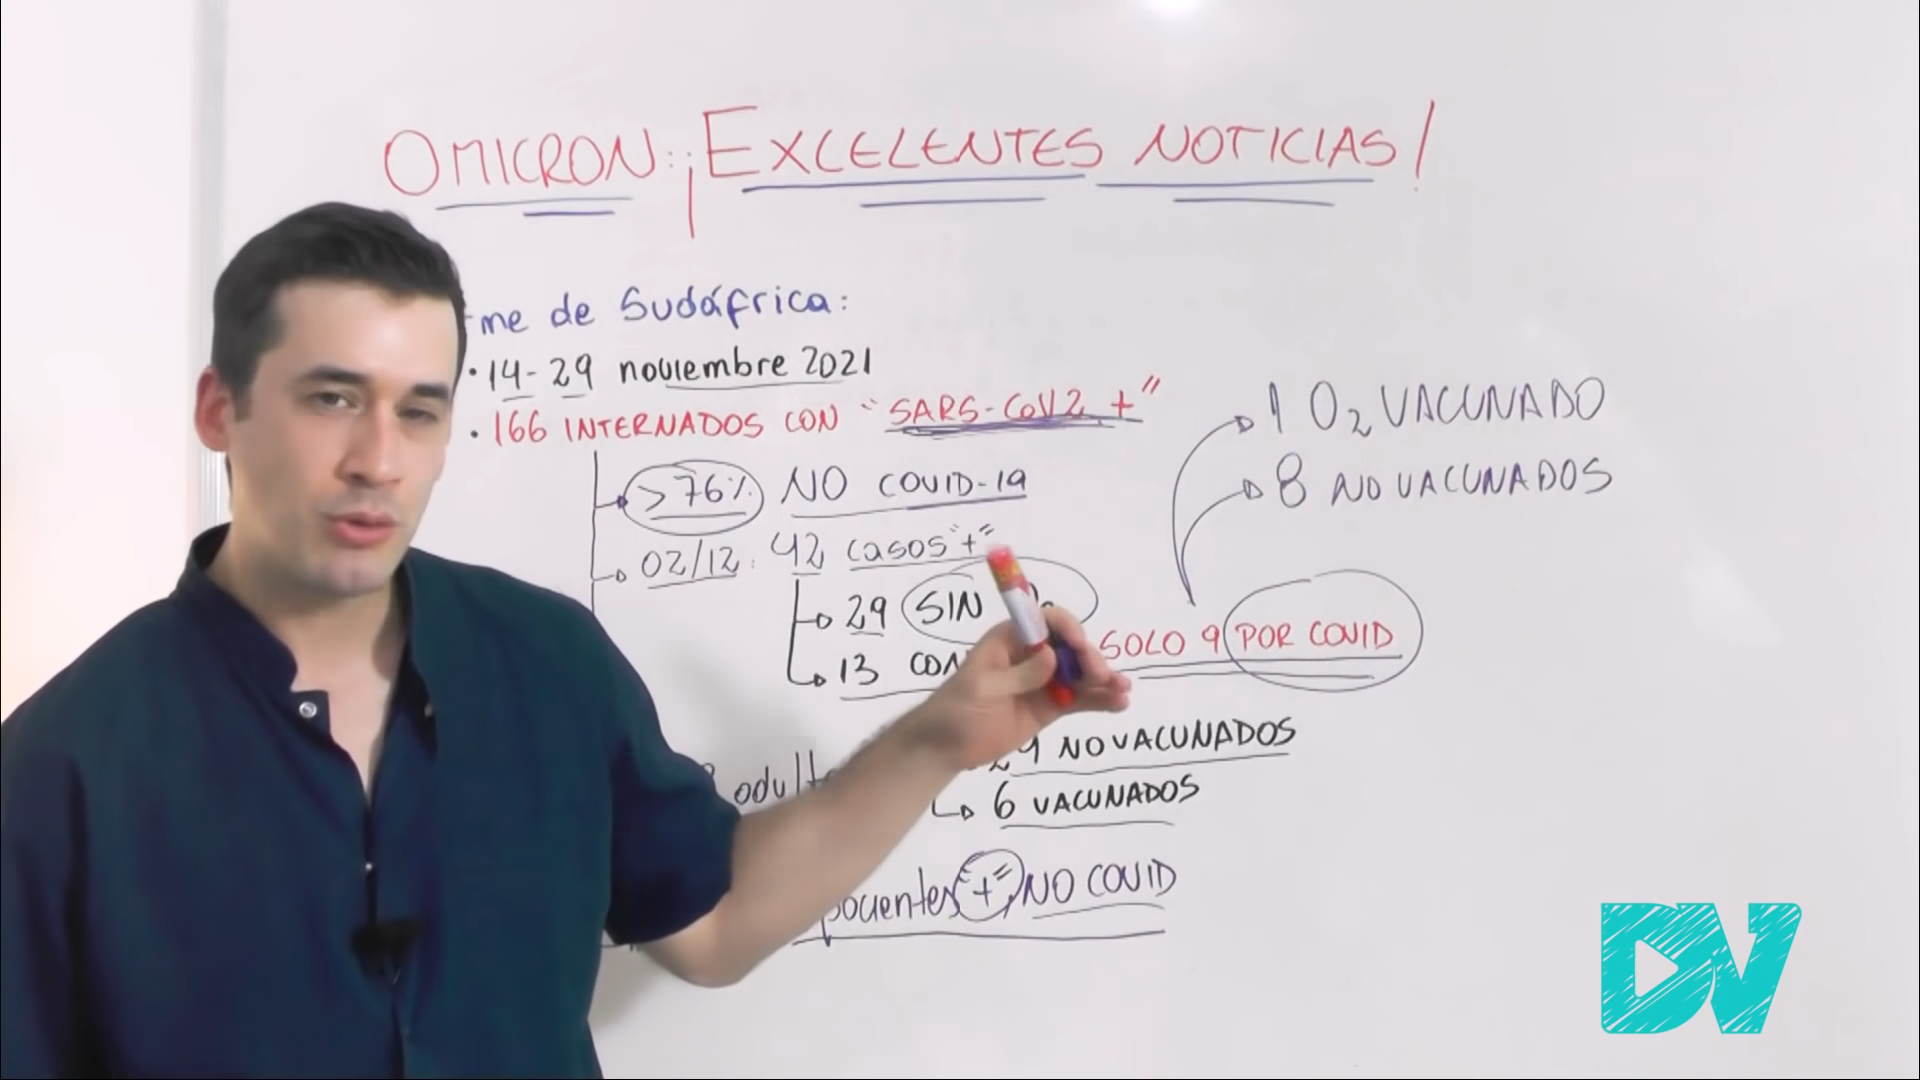 OMICRON: ¡EXCELENTES NOTICIAS!
me de Sudáfrica:
• 14-29 noviembre 2021
• 166 INTERNADOS CON "SARS-CoV2 +"
>76% NO COVID-19
02/12: 42 casos "+"
29 SIN
13 CON
SOLO 9 POR COVID
1 O2 VACUNADO
8 NO VACUNADOS
NO VACUNADOS
6 VACUNADOS
pacientes "+" NO COVID
DN